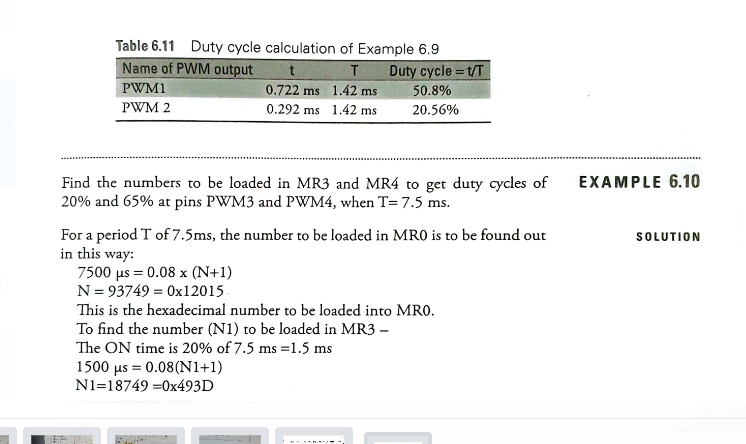 Table 6.11 Duty cycle calculation of Example 6.9
Name of PWM output t T Duty cycle = t/T
PWM1 0.722 ms 1.42 ms 50.8%
PWM 2 0.292 ms 1.42 ms 20.56%
Find the numbers to be loaded in MR3 and MR4 to get duty cycles of
20% and 65% at pins PWM3 and PWM4, when T= 7.5 ms.
EXAMPLE 6.10
For a period T of 7.5ms, the number to be loaded in MR0 is to be found out
in this way:
SOLUTION
7500 µs = 0.08 x (N+1)
N = 93749 = 0x12015
This is the hexadecimal number to be loaded into MR0.
To find the number (N1) to be loaded in MR3 –
The ON time is 20% of 7.5 ms =1.5 ms
1500 µs = 0.08(N1+1)
N1=18749 =0x493D